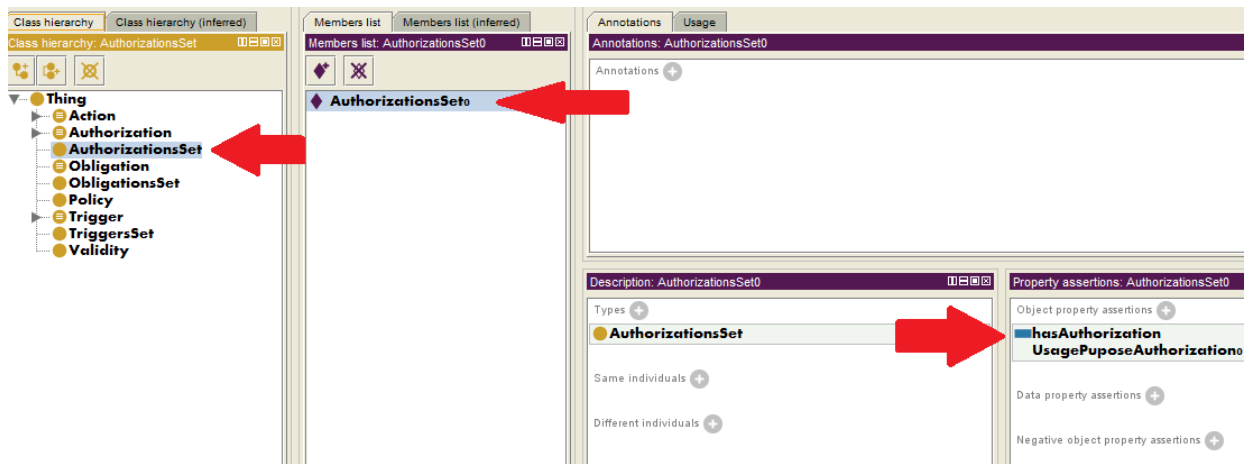 Class hierarchy
Class hierarchy (inferred)
Class hierarchy: AuthorizationsSet
Thing
Action
Authorization
AuthorizationsSet
Obligation
ObligationsSet
Policy
Trigger
TriggersSet
Validity
Members list
Members list (inferred)
Members list: AuthorizationsSet0
AuthorizationsSet0
Annotations
Usage
Annotations: AuthorizationsSet0
Annotations
Description: AuthorizationsSet0
Types
AuthorizationsSet
Same individuals
Different individuals
Property assertions: AuthorizationsSet0
Object property assertions
hasAuthorization
UsagePuposeAuthorization0
Data property assertions
Negative object property assertions